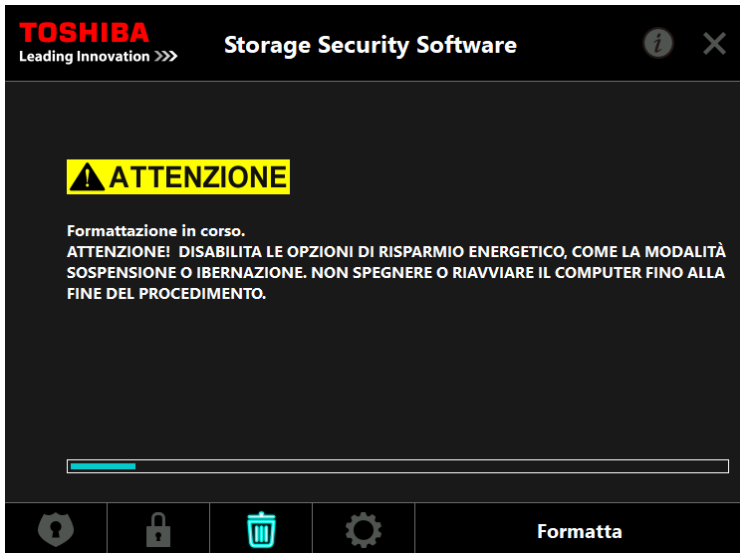 TOSHIBA
Leading Innovation >>>
Storage Security Software
ATTENZIONE
Formattazione in corso.
ATTENZIONE!  DISABILITA LE OPZIONI DI RISPARMIO ENERGETICO, COME LA MODALITÀ
SOSPENSIONE O IBERNAZIONE. NON SPEGNERE O RIAVVIARE IL COMPUTER FINO ALLA
FINE DEL PROCEDIMENTO.
Formatta